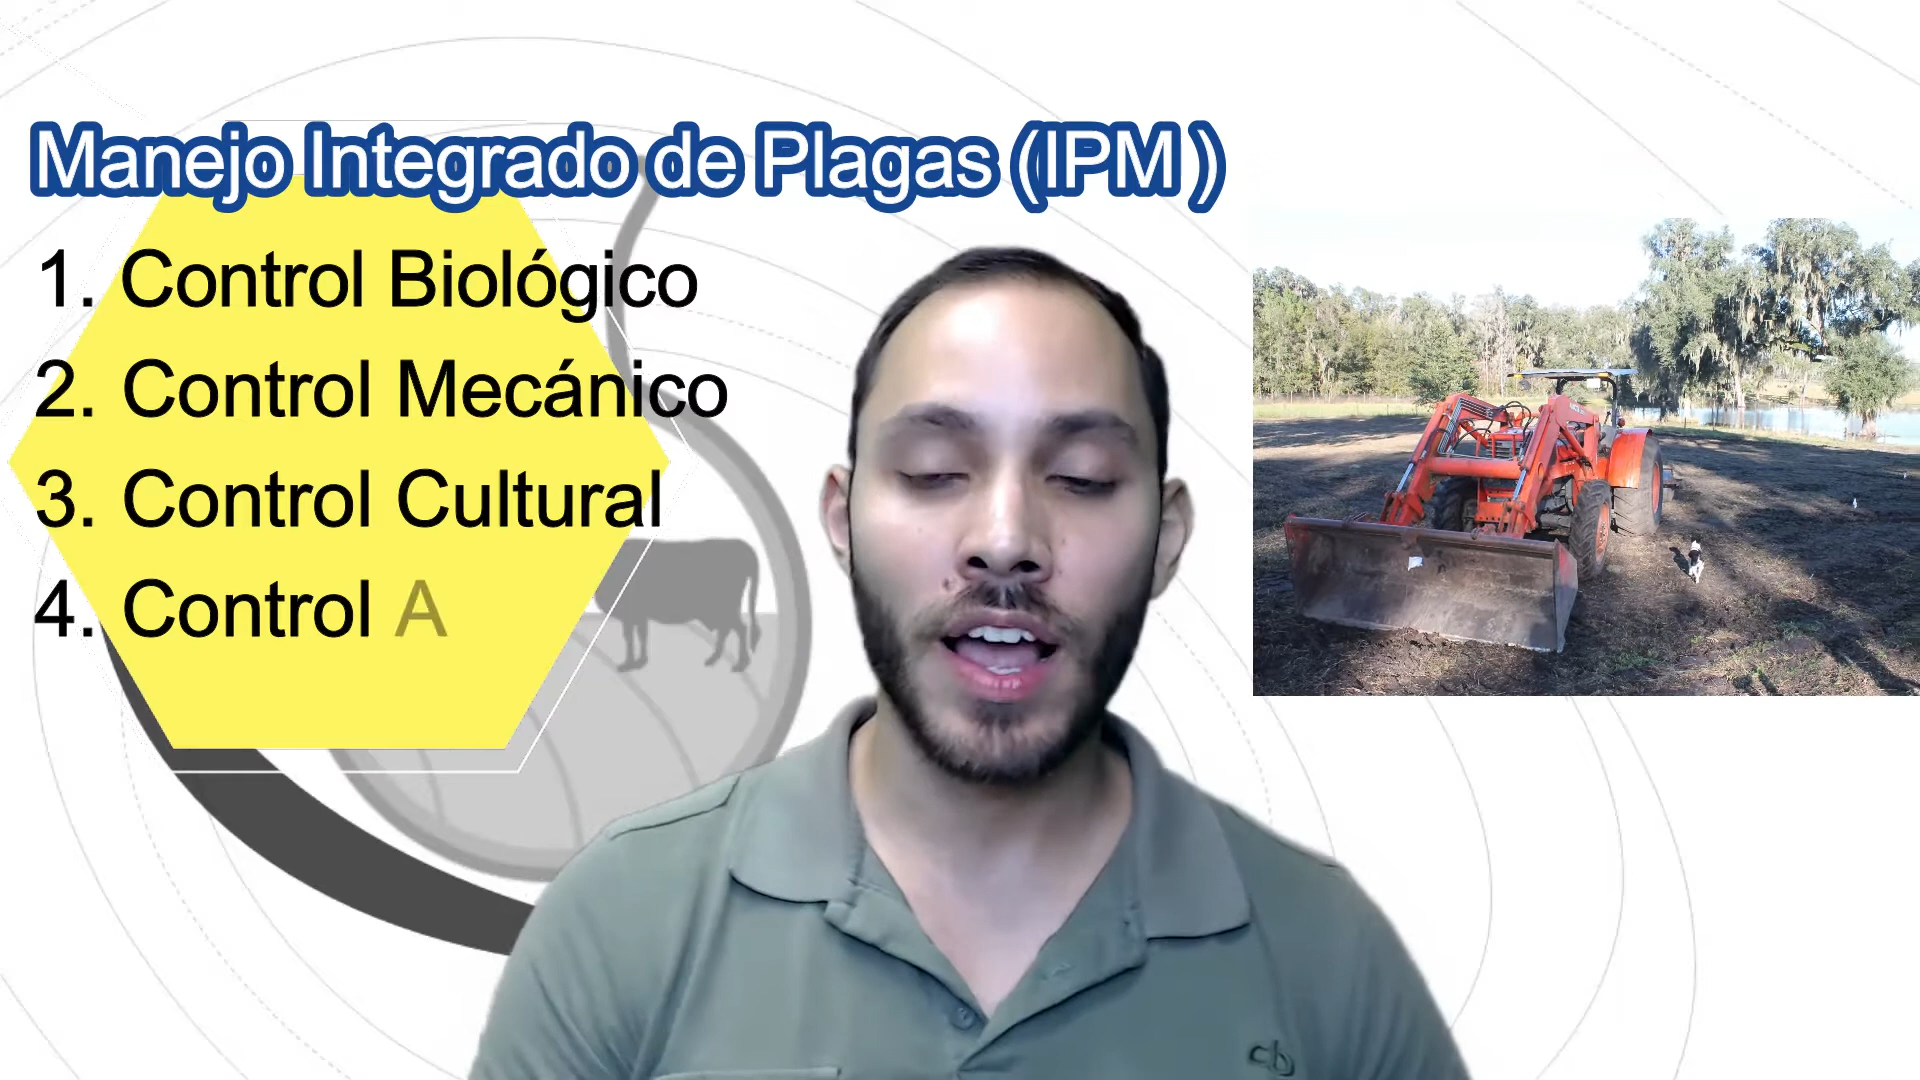 Manejo Integrado de Plagas (IPM)
1. Control Biológico
2. Control Mecánico
3. Control Cultural
4. Control A